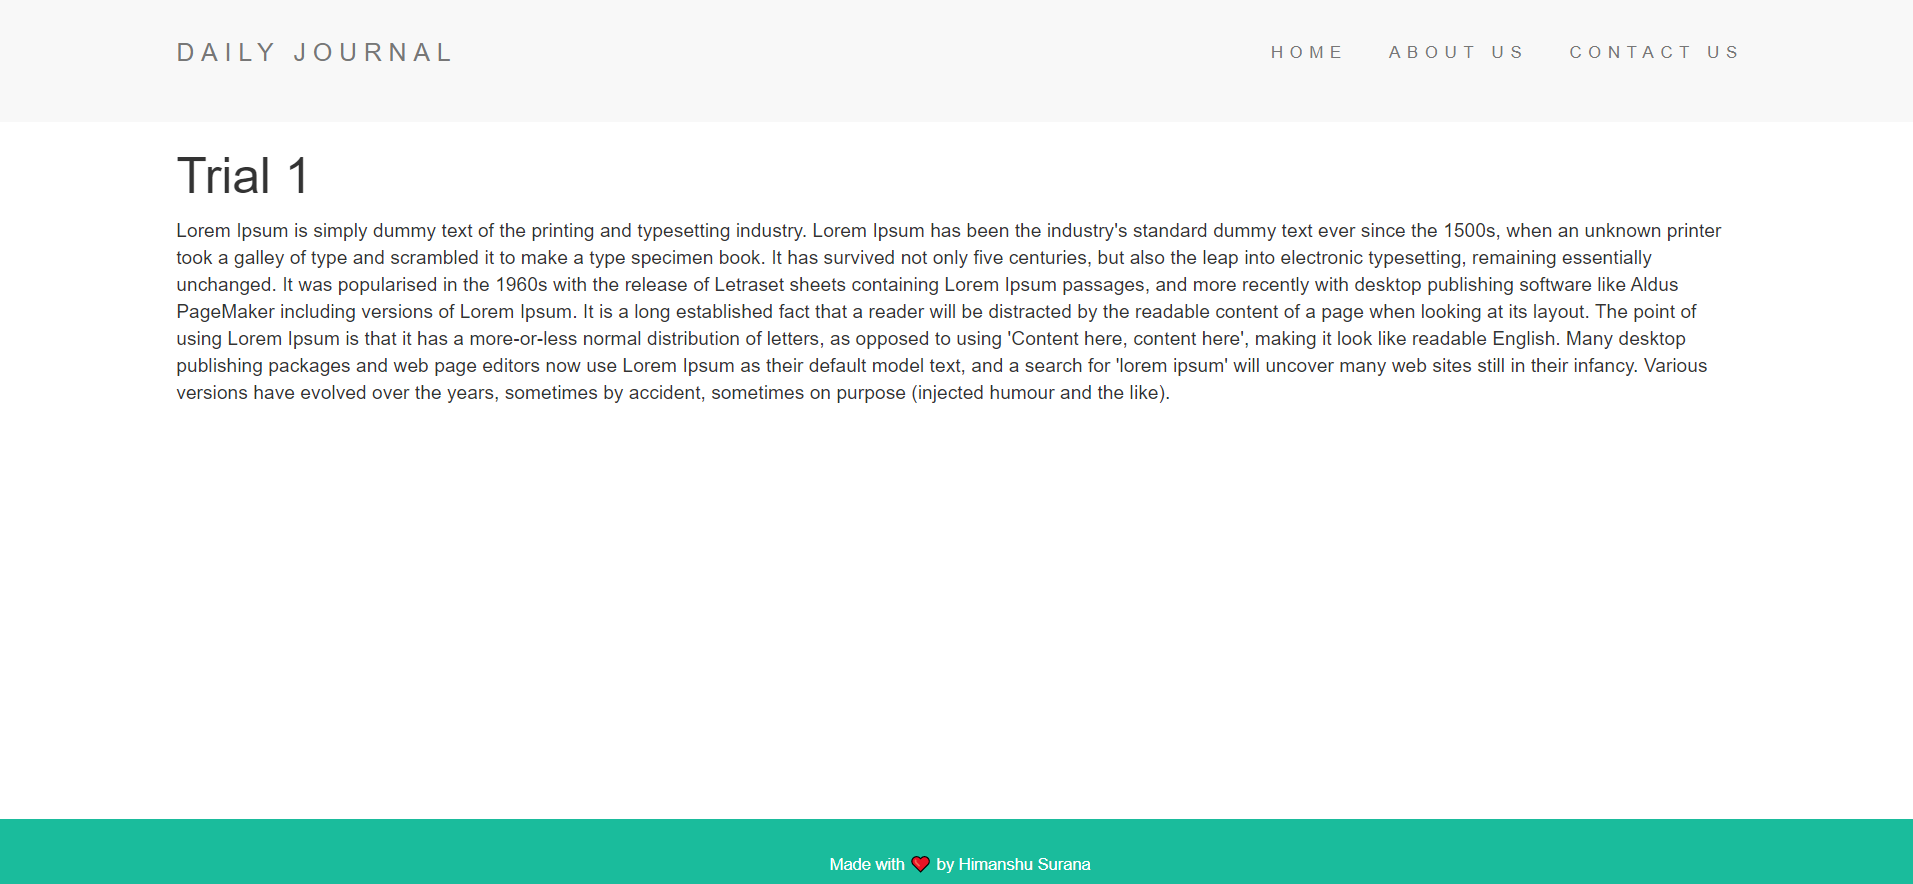 DAILY JOURNAL
HOME ABOUT US CONTACT US
Trial 1
Lorem Ipsum is simply dummy text of the printing and typesetting industry. Lorem Ipsum has been the industry's standard dummy text ever since the 1500s, when an unknown printer
took a galley of type and scrambled it to make a type specimen book. It has survived not only five centuries, but also the leap into electronic typesetting, remaining essentially
unchanged. It was popularised in the 1960s with the release of Letraset sheets containing Lorem Ipsum passages, and more recently with desktop publishing software like Aldus
PageMaker including versions of Lorem Ipsum. It is a long established fact that a reader will be distracted by the readable content of a page when looking at its layout. The point of
using Lorem Ipsum is that it has a more-or-less normal distribution of letters, as opposed to using 'Content here, content here', making it look like readable English. Many desktop
publishing packages and web page editors now use Lorem Ipsum as their default model text, and a search for 'lorem ipsum' will uncover many web sites still in their infancy. Various
versions have evolved over the years, sometimes by accident, sometimes on purpose (injected humour and the like).
Made with ❤ by Himanshu Surana